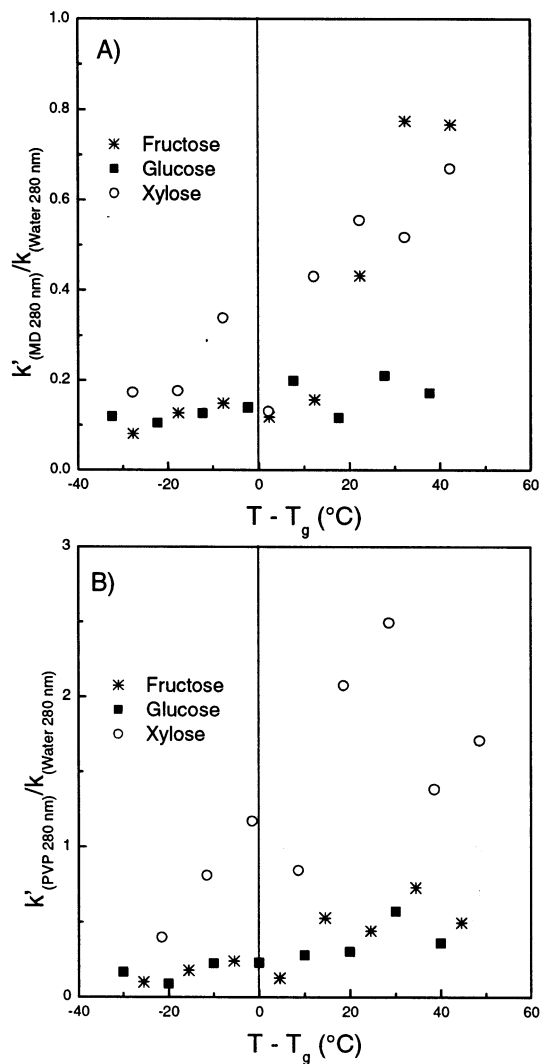 A)
1.0
0.8
0.6
0.4
0.2
0.0
Fructose
Glucose
Xylose
k'(MD 280 nm)/k(Water 280 nm)
-40 -20 0 20 40 60
T - Tg (°C)
B)
3
2
1
0
Fructose
Glucose
Xylose
k'(PVP 280 nm)/k(Water 280 nm)
-40 -20 0 20 40 60
T - Tg (°C)